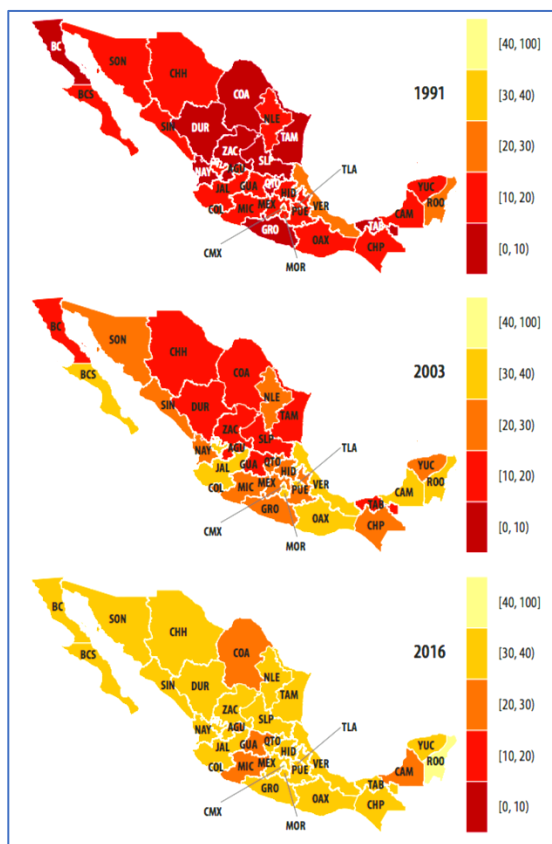 BC
SON
CHH
COA
BCS
NLE
SIN
DUR
TAM
ZAC
SLP
NAY
AGU
JAL
GUA
QTO
HID
TLA
COL
MIC
MEX
PUE
VER
GRO
OAX
CMX
MOR
TAB
CHP
CAM
YUC
ROO
1991
[40, 100]
[30, 40)
[20, 30)
[10, 20)
[0, 10)
BC
SON
CHH
COA
BCS
NLE
SIN
DUR
TAM
ZAC
SLP
NAY
AGU
JAL
GUA
QTO
HID
TLA
COL
MIC
MEX
PUE
VER
GRO
OAX
CMX
MOR
TAB
CHP
CAM
YUC
ROO
2003
[40, 100]
[30, 40)
[20, 30)
[10, 20)
[0, 10)
BC
SON
CHH
COA
BCS
NLE
SIN
DUR
TAM
ZAC
SLP
NAY
AGU
JAL
GUA
QTO
HID
TLA
COL
MIC
MEX
PUE
VER
GRO
OAX
CMX
MOR
TAB
CHP
CAM
YUC
ROO
2016
[40, 100]
[30, 40)
[20, 30)
[10, 20)
[0, 10)